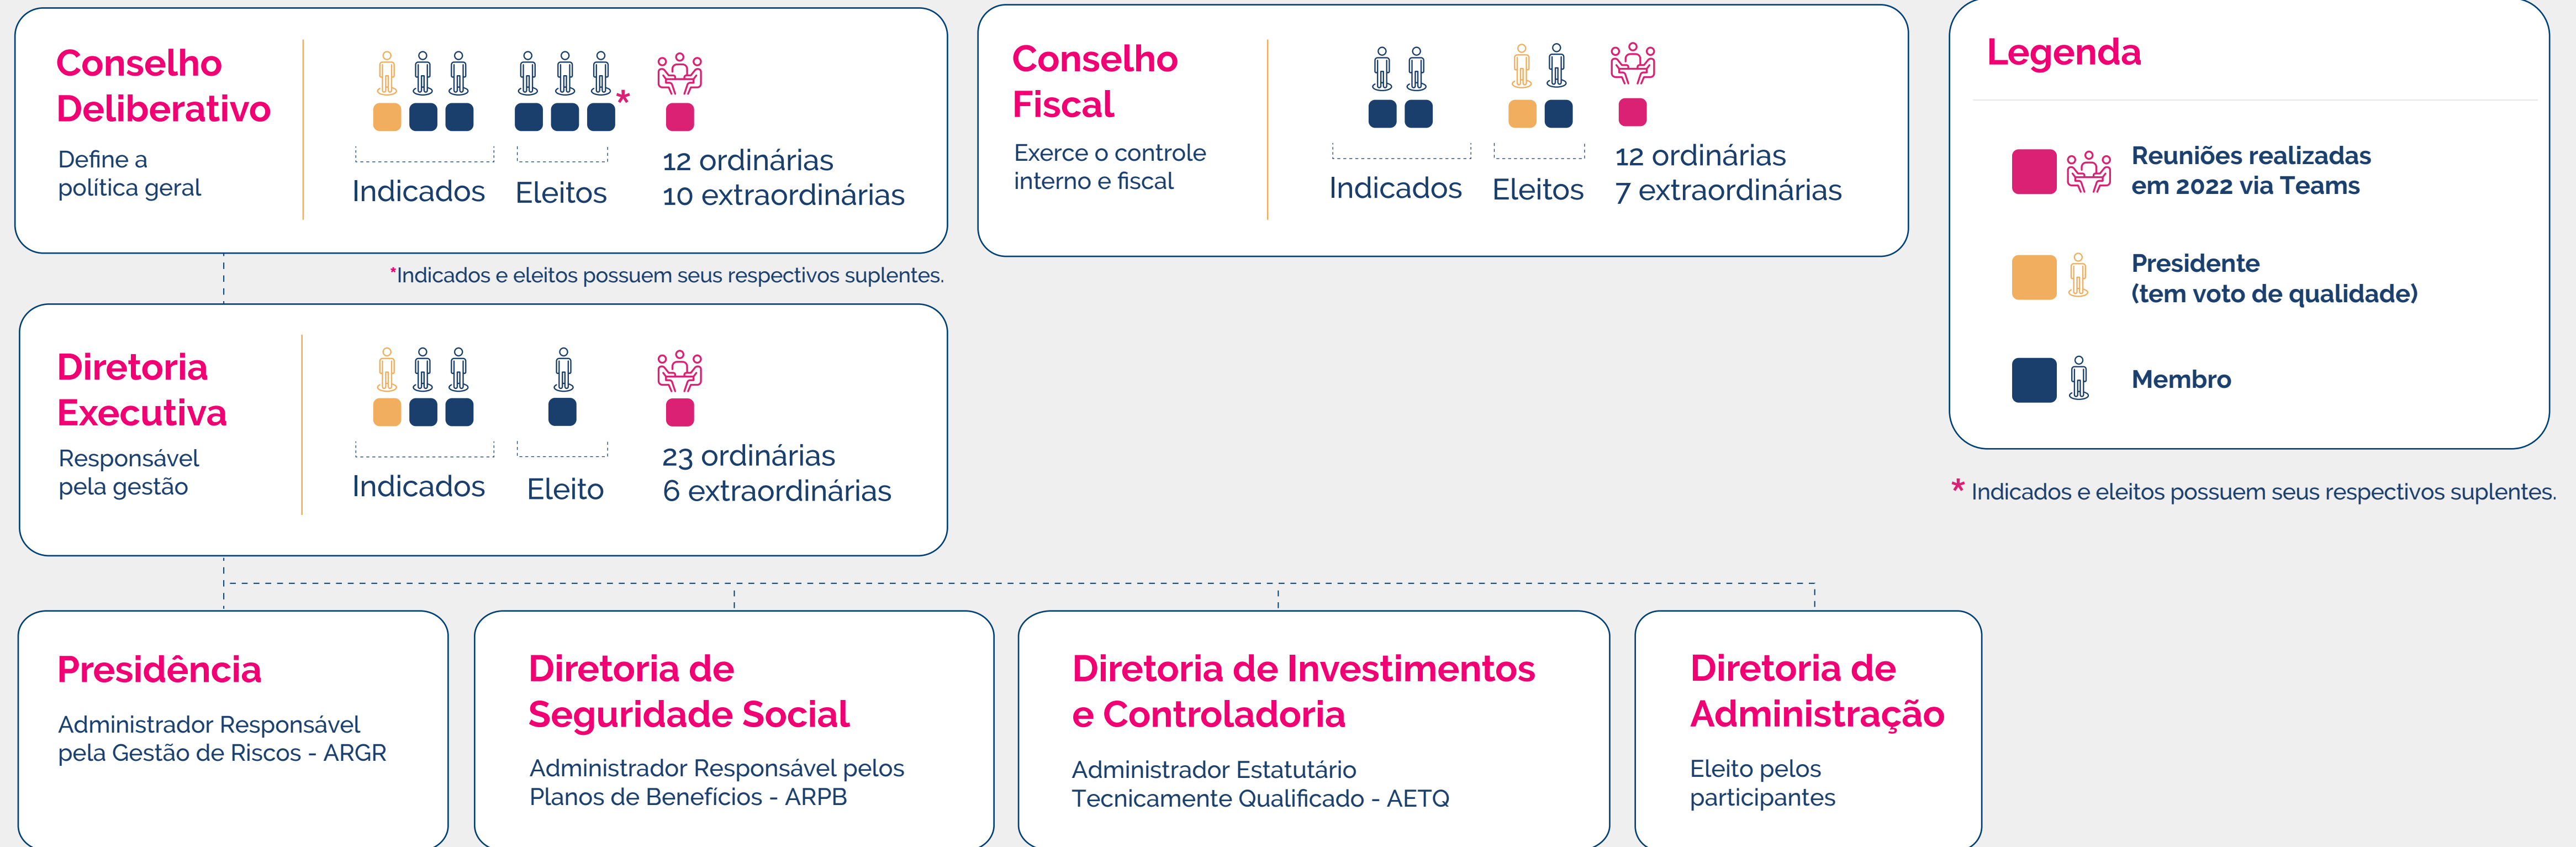 Conselho
Deliberativo
Define a
política geral
*
Indicados
Eleitos
12 ordinárias
10 extraordinárias
*Indicados e eleitos possuem seus respectivos suplentes.
Conselho
Fiscal
Exerce o controle
interno e fiscal
Indicados
Eleitos
12 ordinárias
7 extraordinárias
Legenda
Reuniões realizadas
em 2022 via Teams
Presidente
(tem voto de qualidade)
Membro
* Indicados e eleitos possuem seus respectivos suplentes.
Diretoria
Executiva
Responsável
pela gestão
Indicados
Eleito
23 ordinárias
6 extraordinárias
Presidência
Administrador Responsável
pela Gestão de Riscos - ARGR
Diretoria de
Seguridade Social
Administrador Responsável pelos
Planos de Benefícios - ARPB
Diretoria de Investimentos
e Controladoria
Administrador Estatutário
Tecnicamente Qualificado - AETQ
Diretoria de
Administração
Eleito pelos
participantes